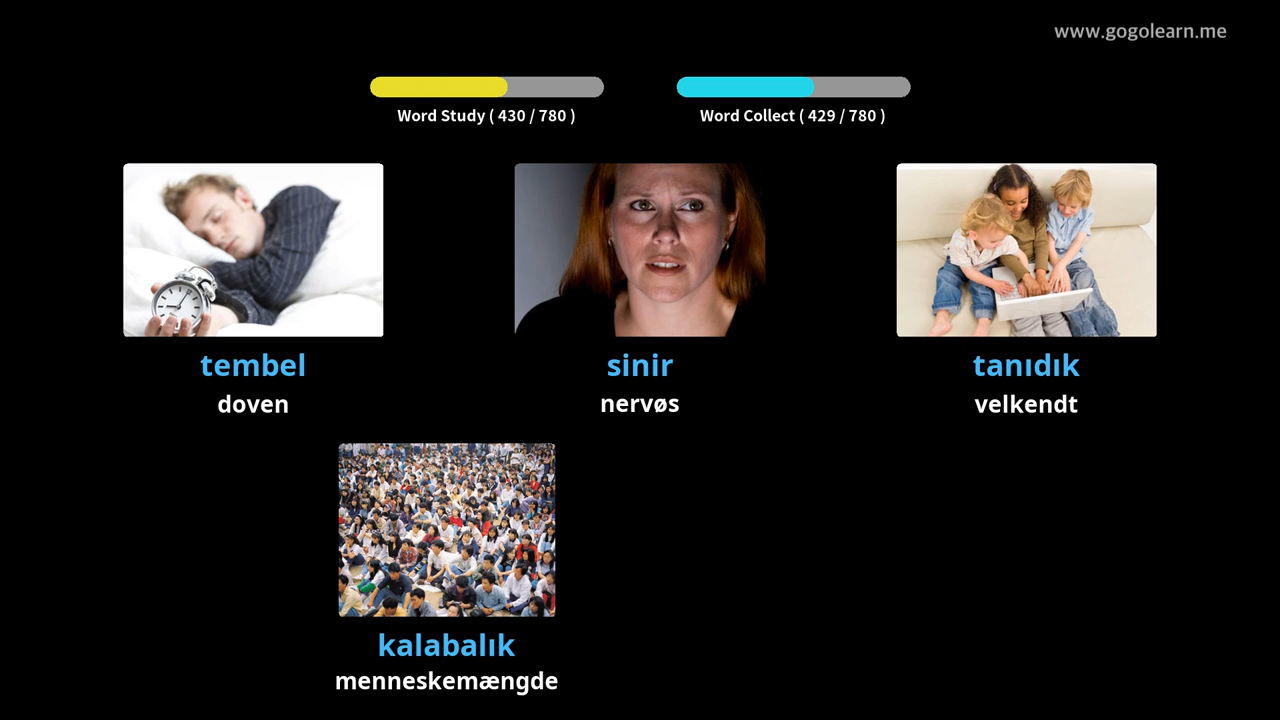 www.gogolearn.me
Word Study ( 430 / 780 )
Word Collect ( 429 / 780 )
tembel
doven
sinir
nervøs
tanıdık
velkendt
kalabalık
menneskemængde